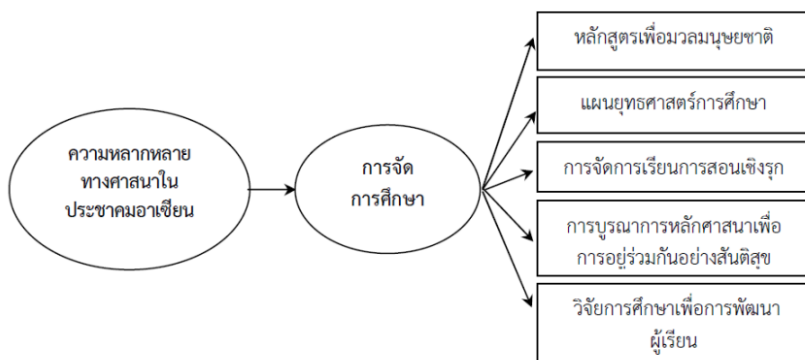 ความหลากหลาย
ทางศาสนาใน
ประชาคมอาเซียน
การจัด
การศึกษา
หลักสูตรเพื่อมวลมนุษยชาติ
แผนยุทธศาสตร์การศึกษา
การจัดการเรียนการสอนเชิงรุก
การบูรณาการหลักศาสนาเพื่อ
การอยู่ร่วมกันอย่างสันติสุข
วิจัยการศึกษาเพื่อการพัฒนา
ผู้เรียน